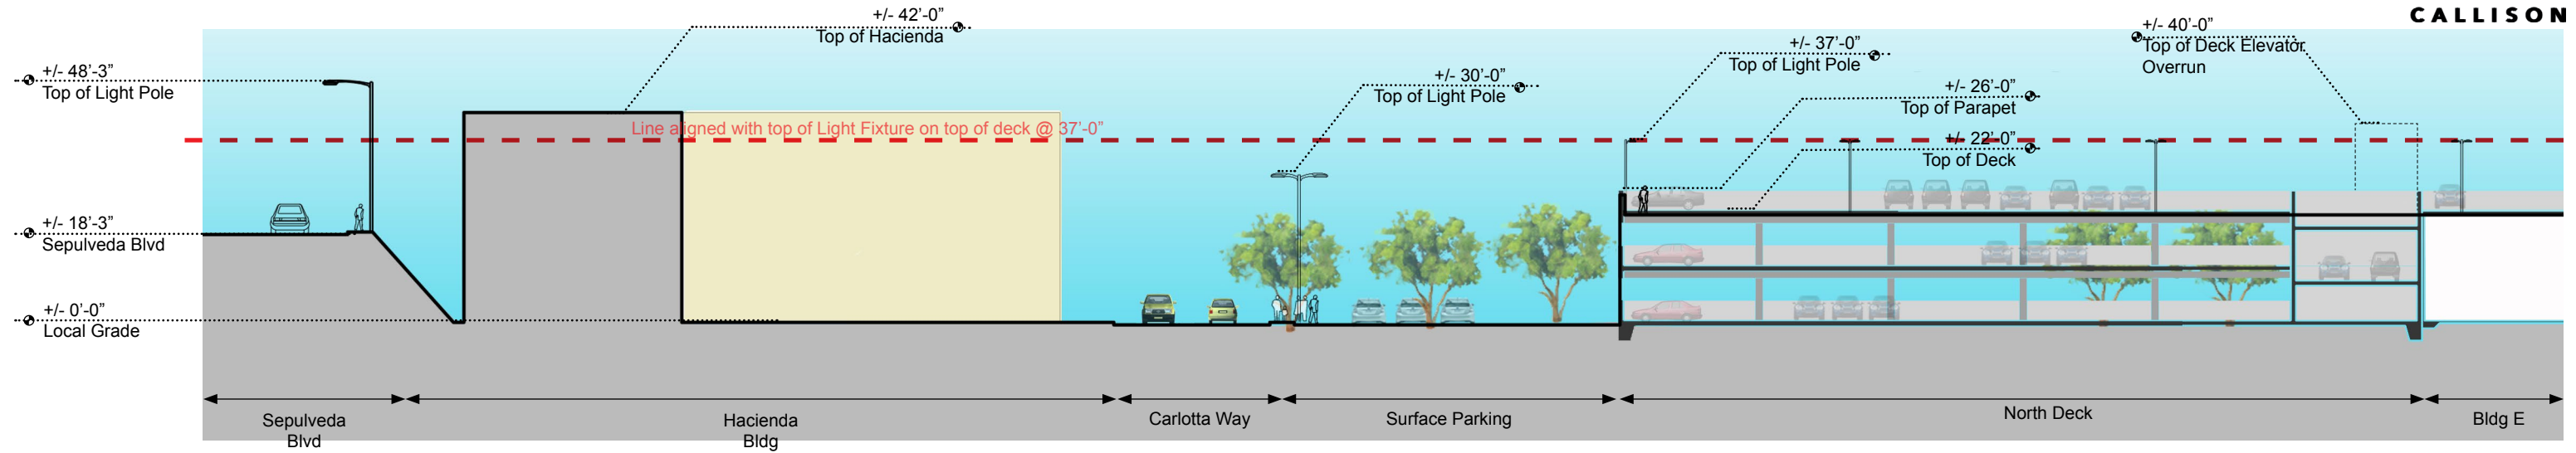 CALLISON
+/- 42’-0”
Top of Hacienda
+/- 48’-3”
Top of Light Pole
+/- 18’-3”
Sepulveda Blvd
+/- 0’-0”
Local Grade
Line aligned with top of Light Fixture on top of deck @ 37’-0”
+/- 30’-0”
Top of Light Pole
+/- 37’-0”
Top of Light Pole
+/- 26’-0”
Top of Parapet
+/- 22’-0”
Top of Deck
+/- 40’-0”
Top of Deck Elevator
Overrun
Sepulveda
Blvd
Hacienda
Bldg
Carlotta Way
Surface Parking
North Deck
Bldg E